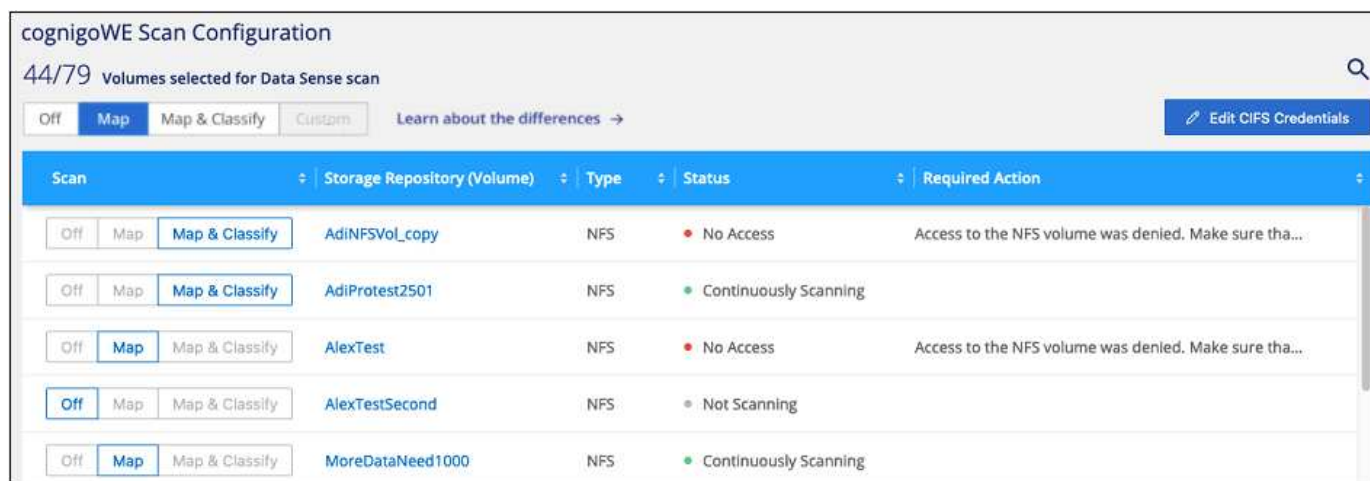 cognigoWE Scan Configuration
44/79 Volumes selected for Data Sense scan
Off Map Map & Classify Custom Learn about the differences → Edit CIFS Credentials
Scan Storage Repository (Volume) Type Status Required Action
Off Map Map & Classify AdiNFSVol_copy NFS No Access Access to the NFS volume was denied. Make sure tha...
Off Map Map & Classify AdiProtest2501 NFS Continuously Scanning
Off Map Map & Classify AlexTest NFS No Access Access to the NFS volume was denied. Make sure tha...
Off Map Map & Classify AlexTestSecond NFS Not Scanning
Off Map Map & Classify MoreDataNeed1000 NFS Continuously Scanning